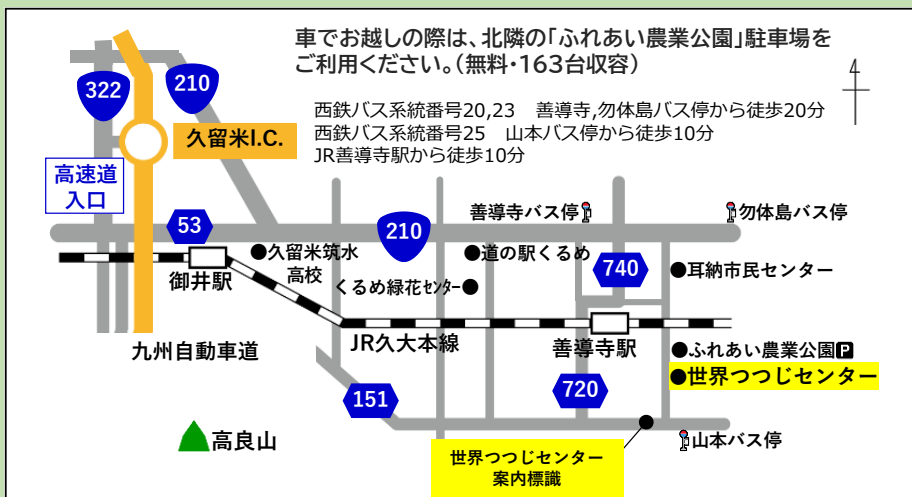 車でお越しの際は、北隣の「ふれあい農業公園」駐車場を
ご利用ください。(無料・163台収容)
西鉄バス系統番号20,23　善導寺,勿体島バス停から徒歩20分
西鉄バス系統番号25　山本バス停から徒歩10分
JR善導寺駅から徒歩10分
4
322
210
久留米I.C.
高速道
入口
53
善導寺バス停
勿体島バス停
210
久留米筑水
高校
道の駅くるめ
740
耳納市民センター
御井駅
くるめ緑花センター
九州自動車道
JR久大本線
善導寺駅
ふれあい農業公園P
世界つつじセンター
151
720
高良山
山本バス停
世界つつじセンター
案内標識